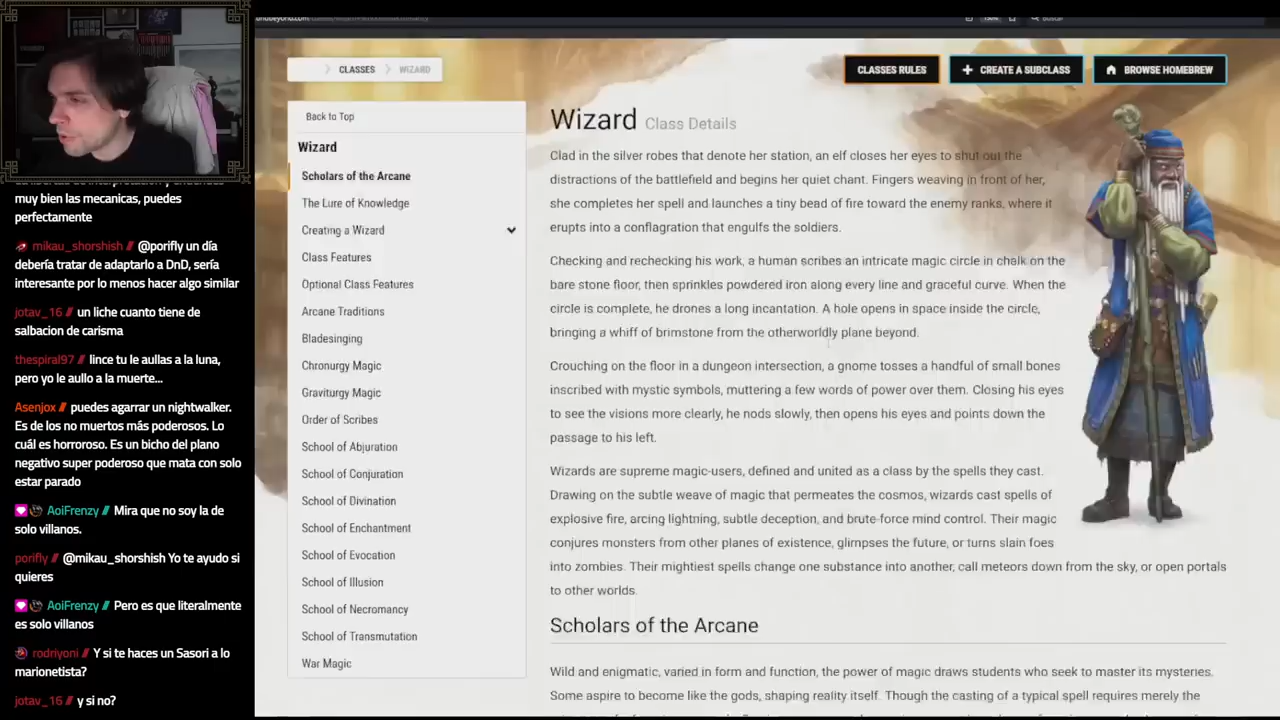 muy bien las mecanicas, puedes
perfectamente
mikau_shorshish // @porifly un día
debería tratar de adaptarlo a DnD, sería
interesante por lo menos hacer algo similar
jotav_16 // un liche cuanto tiene de
salbacion de carisma
thespiral97 // lince tu le aullas a la luna,
pero yo le aullo a la muerte...
Asenjox // puedes agarrar un nightwalker.
Es de los no muertos más poderosos. Lo
cuál es horroroso. Es un bicho del plano
negativo super poderoso que mata con solo
estar parado
AoiFrenzy // Mira que no soy la de
solo villanos.
porifly // @mikau_shorshish Yo te ayudo si
quieres
AoiFrenzy // Pero es que literalmente
es solo villanos
rodriyoni // Y si te haces un Sasori a lo
marionetista?
jotav_16 // y si no?
CLASSES
WIZARD
CLASSES RULES
CREATE A SUBCLASS
BROWSE HOMEBREW
Back to Top
Wizard
Scholars of the Arcane
The Lure of Knowledge
Creating a Wizard
Class Features
Optional Class Features
Arcane Traditions
Bladesinging
Chronurgy Magic
Graviturgy Magic
Order of Scribes
School of Abjuration
School of Conjuration
School of Divination
School of Enchantment
School of Evocation
School of Illusion
School of Necromancy
School of Transmutation
War Magic
Wizard Class Details
Clad in the silver robes that denote her station, an elf closes her eyes to shut out the
distractions of the battlefield and begins her quiet chant. Fingers weaving in front of her,
she completes her spell and launches a tiny bead of fire toward the enemy ranks, where it
erupts into a conflagration that engulfs the soldiers.
Checking and rechecking his work, a human scribes an intricate magic circle in chalk on the
bare stone floor, then sprinkles powdered iron along every line and graceful curve. When the
circle is complete, he drones a long incantation. A hole opens in space inside the circle,
bringing a whiff of brimstone from the otherworldly plane beyond.
Crouching on the floor in a dungeon intersection, a gnome tosses a handful of small bones
inscribed with mystic symbols, muttering a few words of power over them. Closing his eyes
to see the visions more clearly, he nods slowly, then opens his eyes and points down the
passage to his left.
Wizards are supreme magic-users, defined and united as a class by the spells they cast.
Drawing on the subtle weave of magic that permeates the cosmos, wizards cast spells of
explosive fire, arcing lightning, subtle deception, and brute-force mind control. Their magic
conjures monsters from other planes of existence, glimpses the future, or turns slain foes
into zombies. Their mightiest spells change one substance into another, call meteors down from the sky, or open portals
to other worlds.
Scholars of the Arcane
Wild and enigmatic, varied in form and function, the power of magic draws students who seek to master its mysteries.
Some aspire to become like the gods, shaping reality itself. Though the casting of a typical spell requires merely the